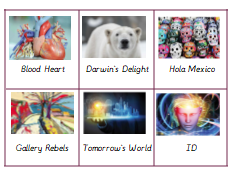 Blood Heart
Darwin's Delight
Hola Mexico
Gallery Rebels
Tomorrow's World
ID